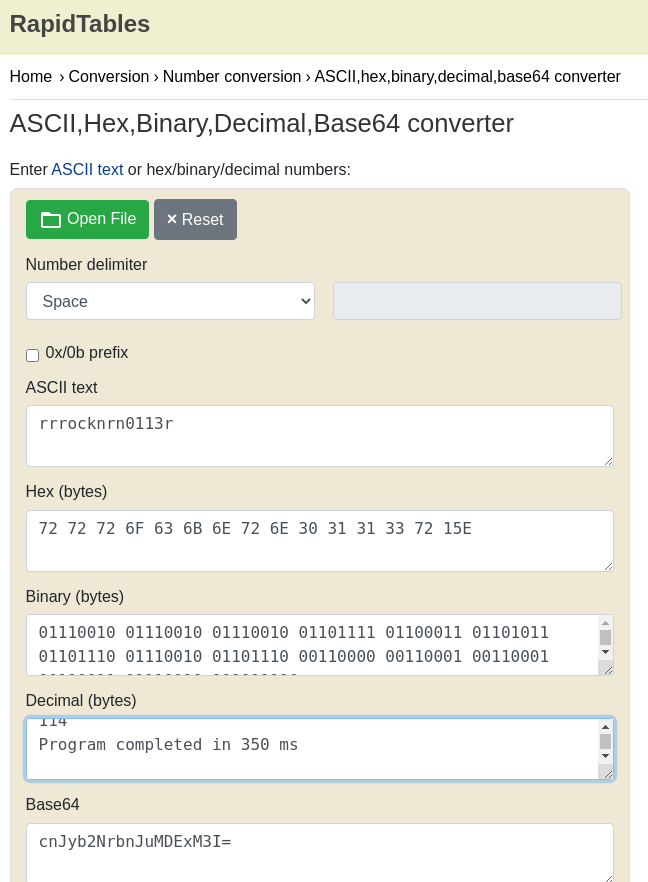 RapidTables
Home › Conversion › Number conversion › ASCII,hex,binary,decimal,base64 converter
ASCII,Hex,Binary,Decimal,Base64 converter
Enter ASCII text or hex/binary/decimal numbers:
Open File
× Reset
Number delimiter
Space
0x/0b prefix
ASCII text
rrrocknrn0113r
Hex (bytes)
72 72 72 6F 63 6B 6E 72 6E 30 31 31 33 72 15E
Binary (bytes)
01110010 01110010 01110010 01101111 01100011 01101011
01101110 01110010 01101110 00110000 00110001 00110001
Decimal (bytes)
114
Program completed in 350 ms
Base64
cnJyb2NrbnJuMDExM3I=